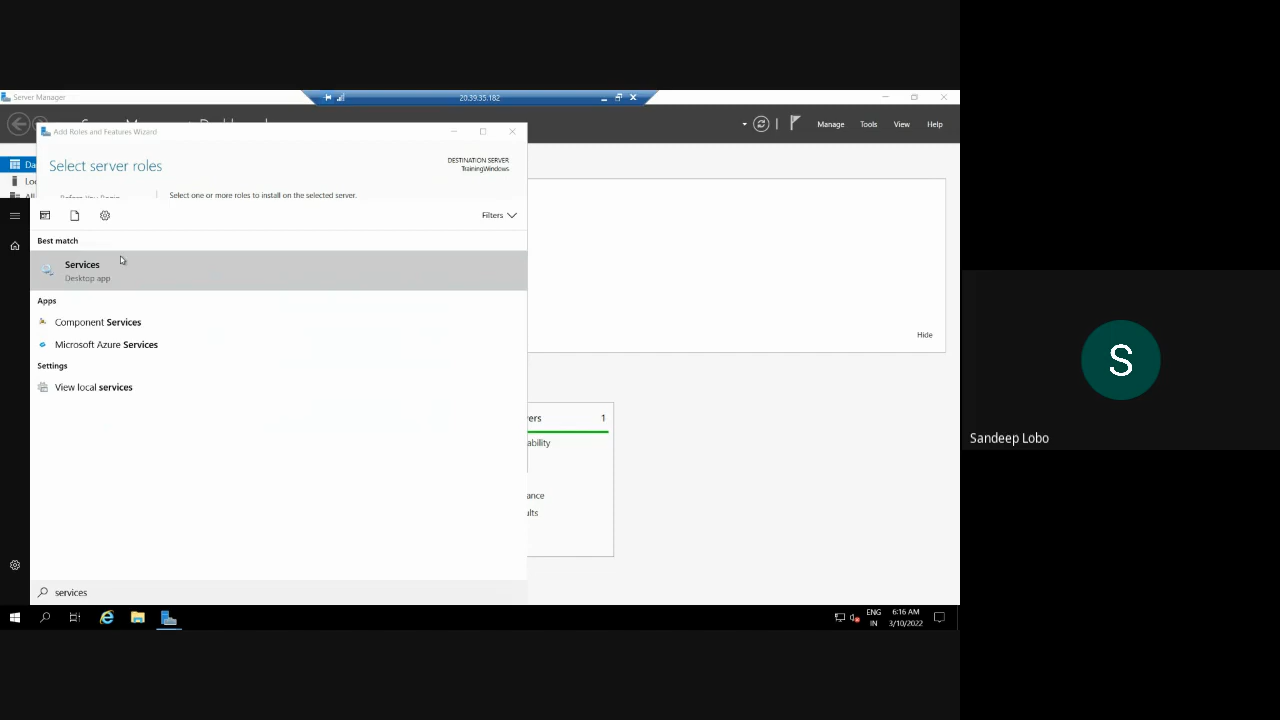 Server Manager
20.39.35.182
Manage
Tools
View
Help
Add Roles and Features Wizard
Select server roles
DESTINATION SERVER
TrainingWindows
Before You Begin
Select one or more roles to install on the selected server.
Filters
Best match
Services
Desktop app
Apps
Component Services
Microsoft Azure Services
Settings
View local services
Hide
1
services
ENG
IN
6:16 AM
3/10/2022
S
Sandeep Lobo